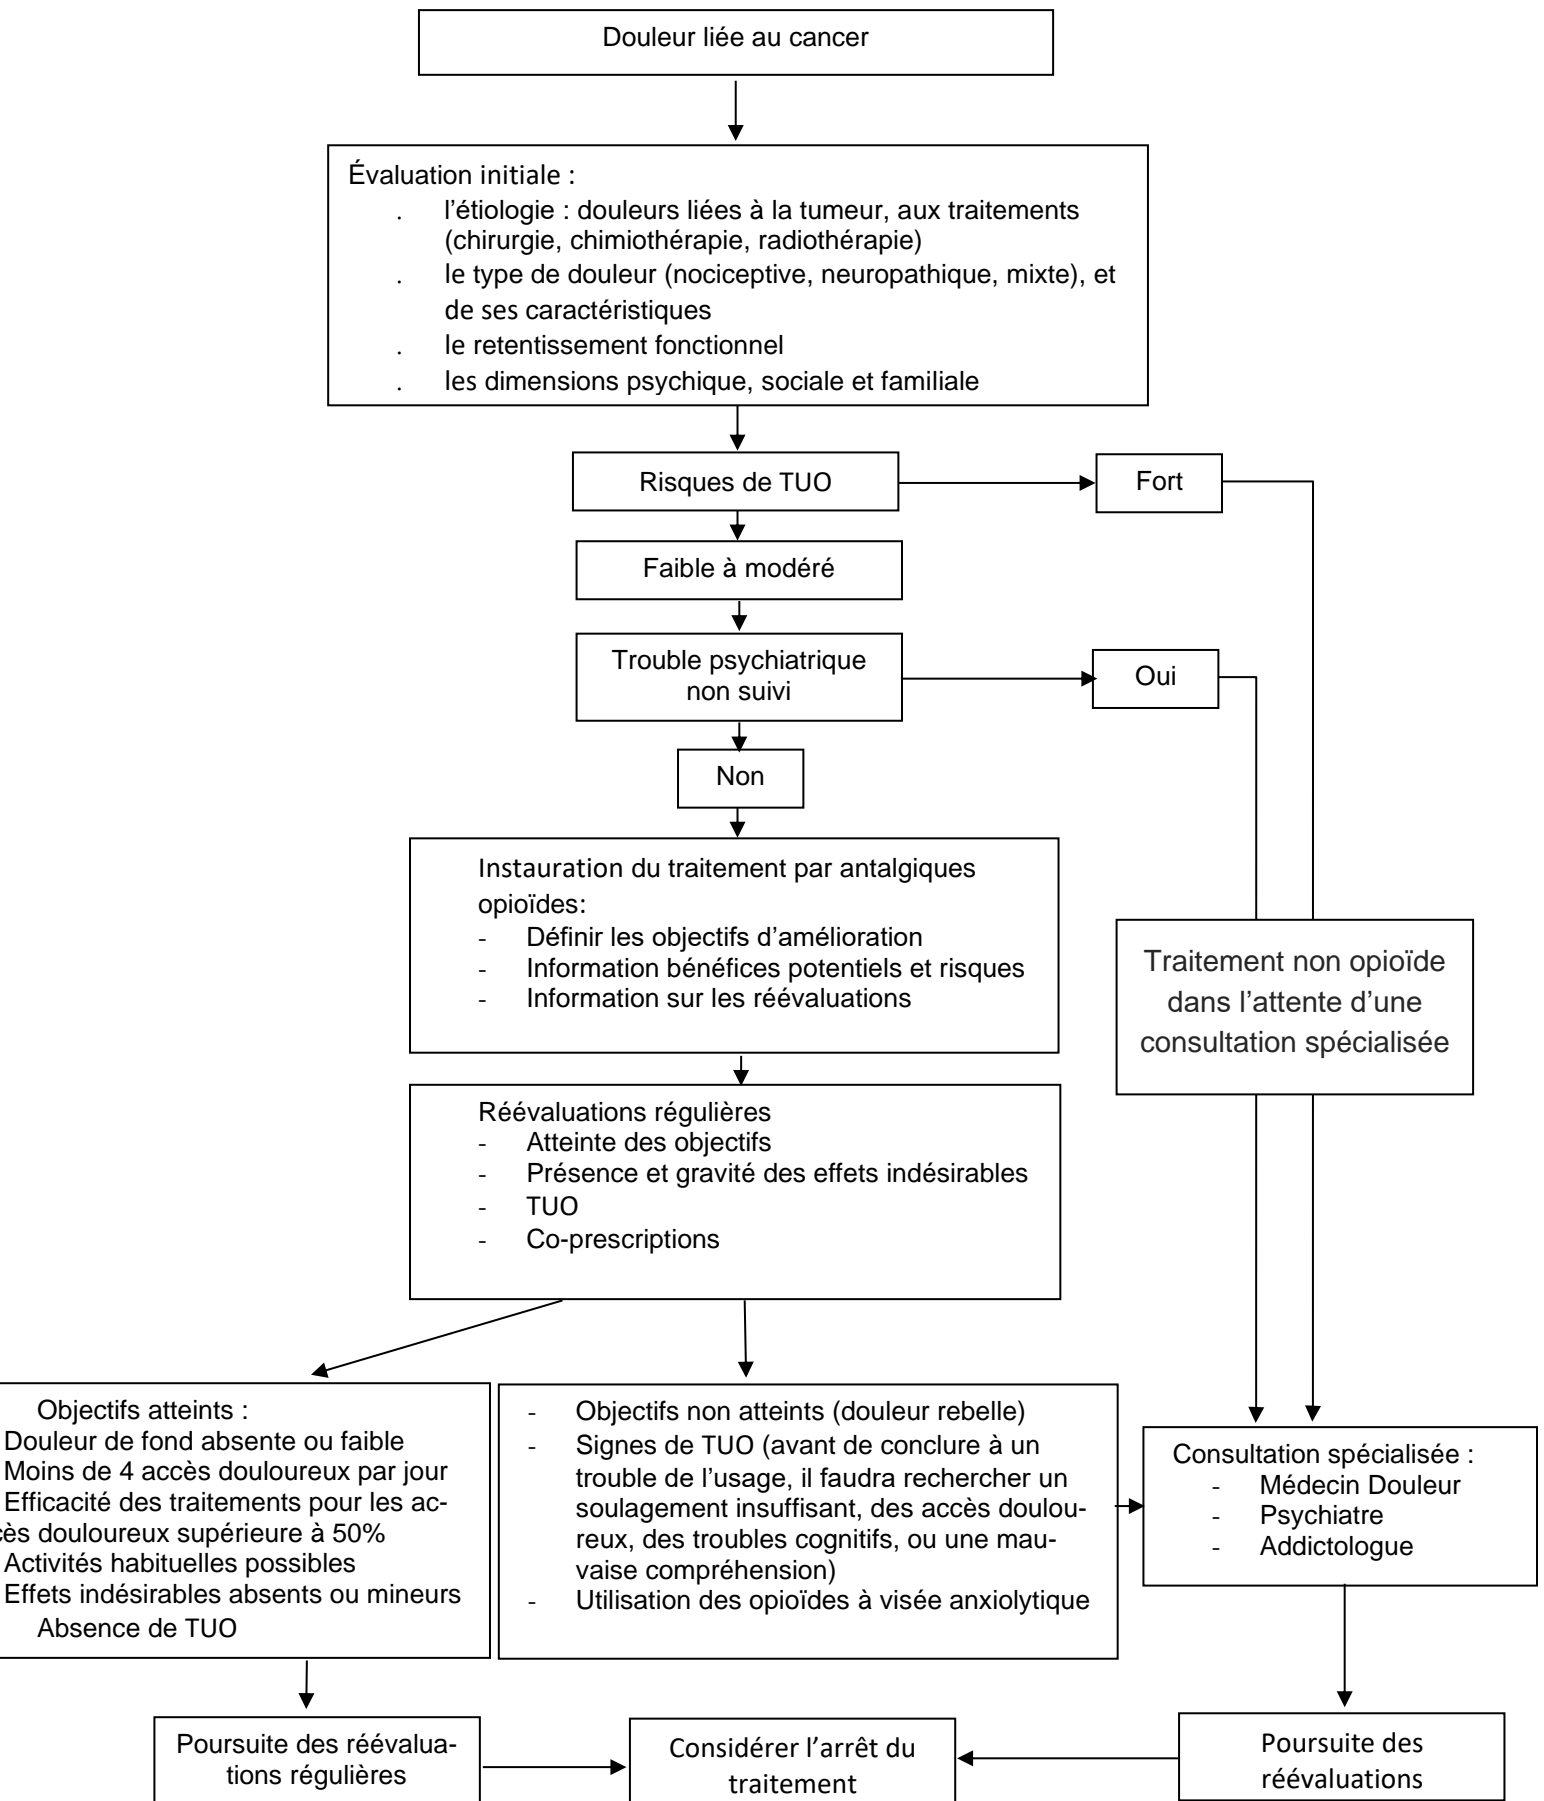 Douleur liée au cancer
Évaluation initiale :
. l’étiologie : douleurs liées à la tumeur, aux traitements
(chirurgie, chimiothérapie, radiothérapie)
. le type de douleur (nociceptive, neuropathique, mixte), et
de ses caractéristiques
. le retentissement fonctionnel
. les dimensions psychique, sociale et familiale
Risques de TUO
Fort
Faible à modéré
Trouble psychiatrique
non suivi
Oui
Non
Instauration du traitement par antalgiques
opioïdes:
- Définir les objectifs d’amélioration
- Information bénéfices potentiels et risques
- Information sur les réévaluations
Traitement non opioïde
dans l’attente d’une
consultation spécialisée
Réévaluations régulières
- Atteinte des objectifs
- Présence et gravité des effets indésirables
- TUO
- Co-prescriptions
Objectifs atteints :
Douleur de fond absente ou faible
Moins de 4 accès douloureux par jour
Efficacité des traitements pour les ac-
cès douloureux supérieure à 50%
Activités habituelles possibles
Effets indésirables absents ou mineurs
Absence de TUO
- Objectifs non atteints (douleur rebelle)
- Signes de TUO (avant de conclure à un
trouble de l’usage, il faudra rechercher un
soulagement insuffisant, des accès doulou-
reux, des troubles cognitifs, ou une mau-
vaise compréhension)
- Utilisation des opioïdes à visée anxiolytique
Consultation spécialisée :
- Médecin Douleur
- Psychiatre
- Addictologue
Poursuite des réévalua-
tions régulières
Considérer l’arrêt du
traitement
Poursuite des
réévaluations